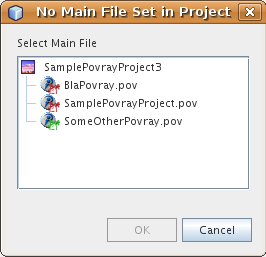 No Main File Set in Project
Select Main File
SamplePovrayProject3
BlaPovray.pov
SamplePovrayProject.pov
SomeOtherPovray.pov
OK
Cancel